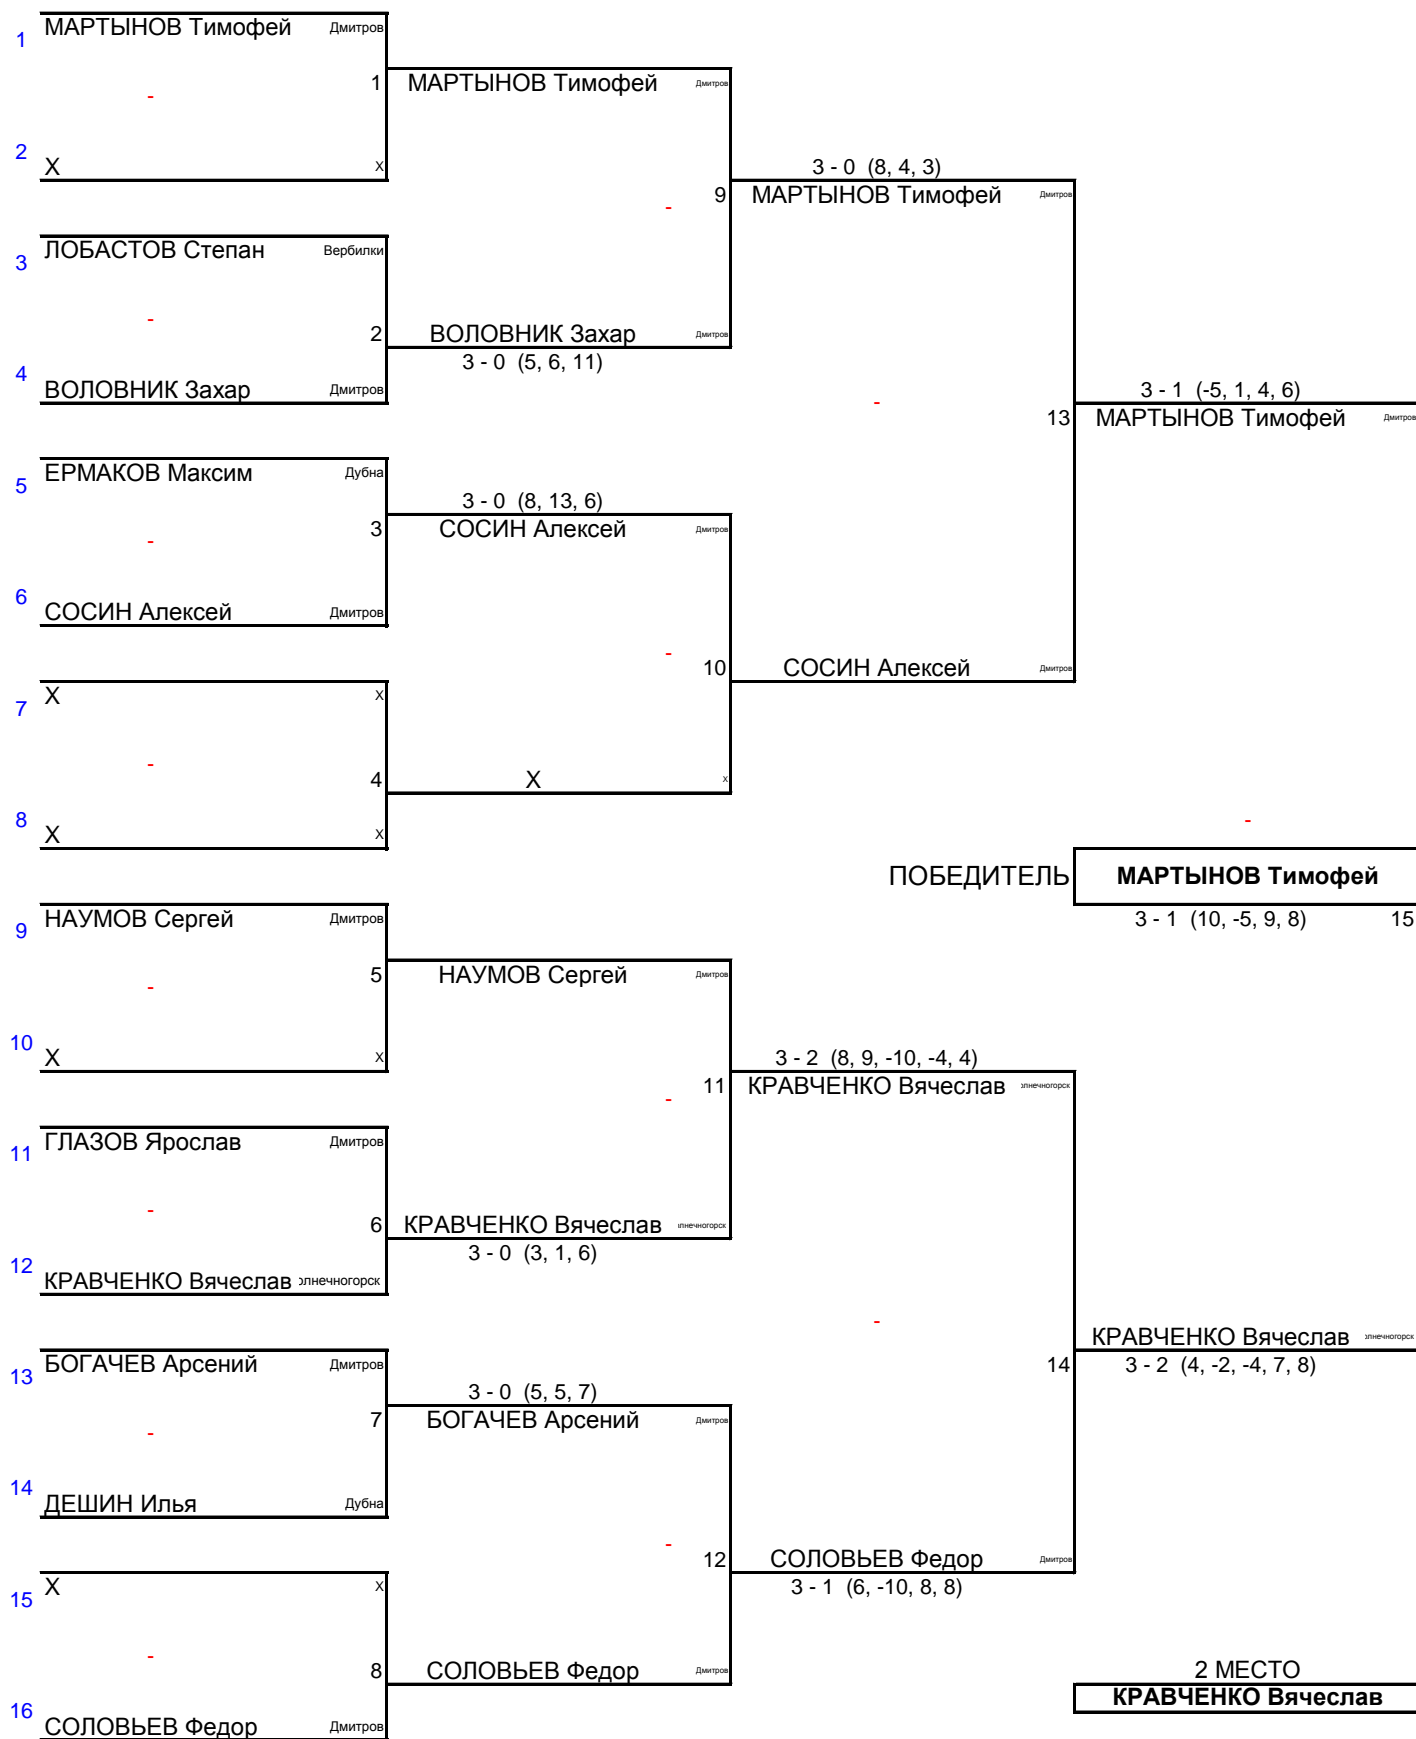 1 МАРТЫНОВ Тимофей Дмитров
1 МАРТЫНОВ Тимофей Дмитров
-
2 X X
3 - 0 (8, 4, 3)
9 МАРТЫНОВ Тимофей Дмитров
-
3 ЛОБАСТОВ Степан Вербилки
-
2 ВОЛОВНИК Захар Дмитров
3 - 0 (5, 6, 11)
4 ВОЛОВНИК Захар Дмитров
-
3 - 1 (-5, 1, 4, 6)
13 МАРТЫНОВ Тимофей Дмитров
5 ЕРМАКОВ Максим Дубна
3 - 0 (8, 13, 6)
3 СОСИН Алексей Дмитров
-
6 СОСИН Алексей Дмитров
-
10 СОСИН Алексей Дмитров
7 X X
-
4 X X
8 X X
-
ПОБЕДИТЕЛЬ МАРТЫНОВ Тимофей
3 - 1 (10, -5, 9, 8) 15
9 НАУМОВ Сергей Дмитров
5 НАУМОВ Сергей Дмитров
-
10 X X
3 - 2 (8, 9, -10, -4, 4)
11 КРАВЧЕНКО Вячеслав лнечногорск
-
11 ГЛАЗОВ Ярослав Дмитров
-
6 КРАВЧЕНКО Вячеслав лнечногорск
3 - 0 (3, 1, 6)
12 КРАВЧЕНКО Вячеслав олнечногорск
-
КРАВЧЕНКО Вячеслав лнечногорск
14 3 - 2 (4, -2, -4, 7, 8)
13 БОГАЧЕВ Арсений Дмитров
3 - 0 (5, 5, 7)
7 БОГАЧЕВ Арсений Дмитров
-
14 ДЕШИН Илья Дубна
-
12 СОЛОВЬЕВ Федор Дмитров
3 - 1 (6, -10, 8, 8)
15 X X
-
8 СОЛОВЬЕВ Федор Дмитров
2 МЕСТО
КРАВЧЕНКО Вячеслав
16 СОЛОВЬЕВ Федор Дмитров